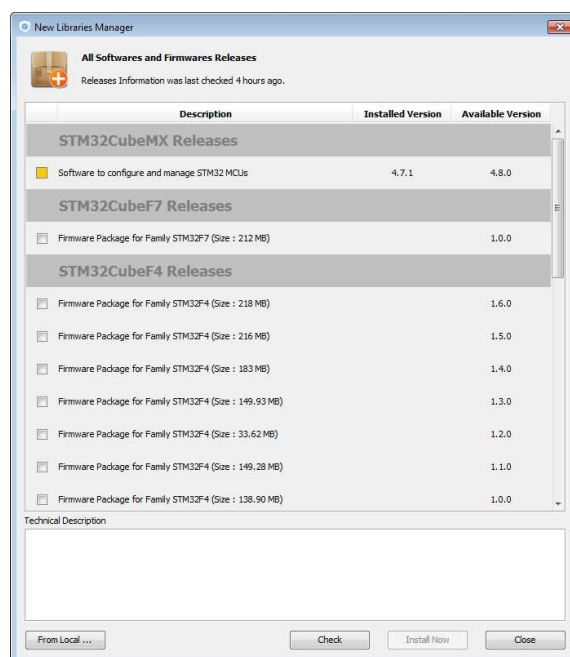 New Libraries Manager
All Softwares and Firmwares Releases
Releases Information was last checked 4 hours ago.
Description Installed Version Available Version
STM32CubeMX Releases
Software to configure and manage STM32 MCUs 4.7.1 4.8.0
STM32CubeF7 Releases
Firmware Package for Family STM32F7 (Size : 212 MB) 1.0.0
STM32CubeF4 Releases
Firmware Package for Family STM32F4 (Size : 218 MB) 1.6.0
Firmware Package for Family STM32F4 (Size : 216 MB) 1.5.0
Firmware Package for Family STM32F4 (Size : 183 MB) 1.4.0
Firmware Package for Family STM32F4 (Size : 149.93 MB) 1.3.0
Firmware Package for Family STM32F4 (Size : 33.62 MB) 1.2.0
Firmware Package for Family STM32F4 (Size : 149.28 MB) 1.1.0
Firmware Package for Family STM32F4 (Size : 138.90 MB) 1.0.0
Technical Description
From Local ... Check Install Now Close